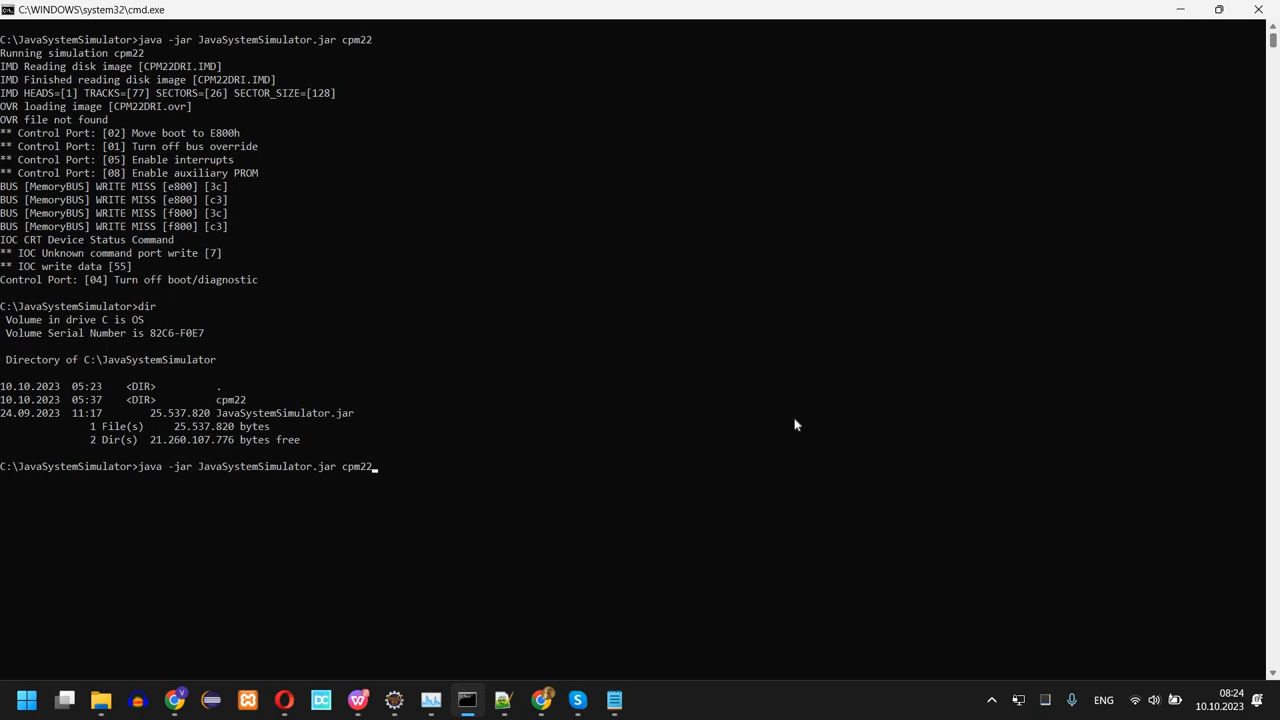 C:\WINDOWS\system32\cmd.exe
C:\JavaSystemSimulator>java -jar JavaSystemSimulator.jar cpm22
Running simulation cpm22
IMD Reading disk image [CPM22DRI.IMD]
IMD Finished reading disk image [CPM22DRI.IMD]
IMD HEADS=[1] TRACKS=[77] SECTORS=[26] SECTOR_SIZE=[128]
OVR loading image [CPM22DRI.ovr]
OVR file not found
** Control Port: [02] Move boot to E800h
** Control Port: [01] Turn off bus override
** Control Port: [05] Enable interrupts
** Control Port: [08] Enable auxiliary PROM
BUS [MemoryBUS] WRITE MISS [e800] [3c]
BUS [MemoryBUS] WRITE MISS [e800] [c3]
BUS [MemoryBUS] WRITE MISS [f800] [3c]
BUS [MemoryBUS] WRITE MISS [f800] [c3]
IOC CRT Device Status Command
** IOC Unknown command port write [7]
** IOC write data [55]
Control Port: [04] Turn off boot/diagnostic
C:\JavaSystemSimulator>dir
Volume in drive C is OS
Volume Serial Number is 82C6-F0E7
Directory of C:\JavaSystemSimulator
10.10.2023  05:23    <DIR>          .
10.10.2023  05:37    <DIR>          cpm22
24.09.2023  11:17        25.537.820 JavaSystemSimulator.jar
1 File(s)     25.537.820 bytes
2 Dir(s)  21.260.107.776 bytes free
C:\JavaSystemSimulator>java -jar JavaSystemSimulator.jar cpm22
DC
ENG
08:24
10.10.2023